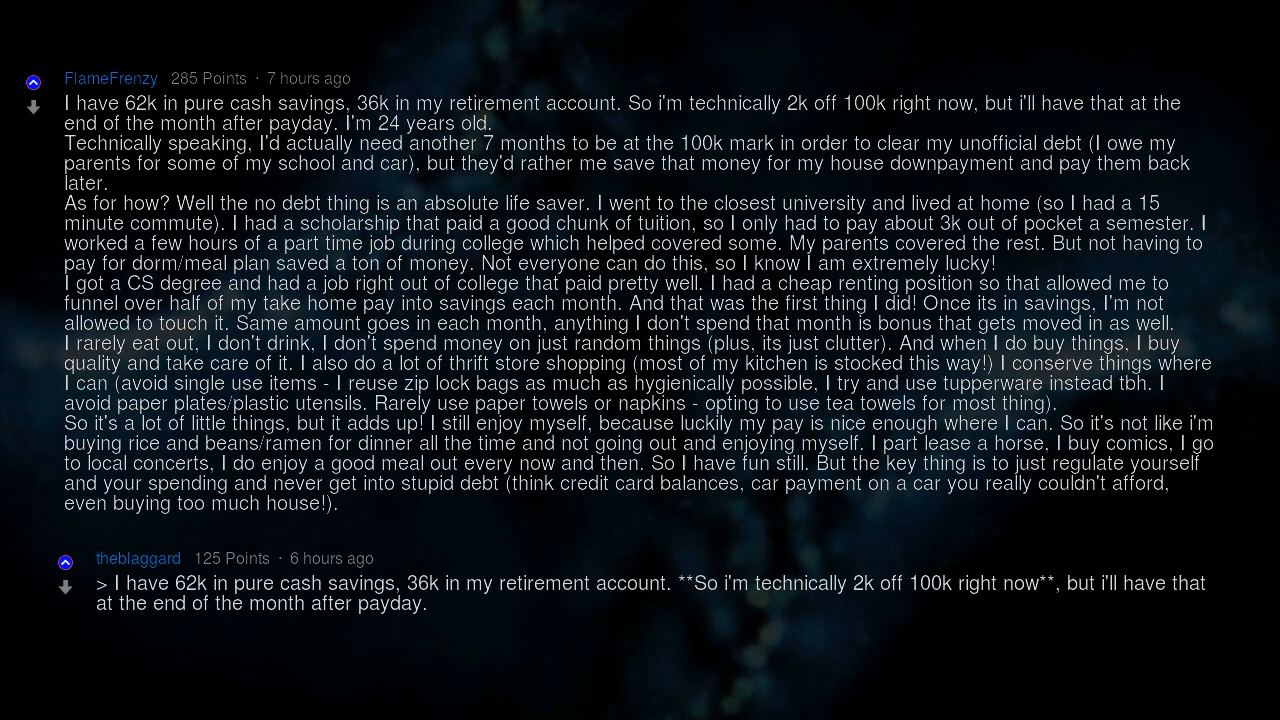 FlameFrenzy 285 Points · 7 hours ago
I have 62k in pure cash savings, 36k in my retirement account. So i'm technically 2k off 100k right now, but i'll have that at the
end of the month after payday. I'm 24 years old.
Technically speaking, I'd actually need another 7 months to be at the 100k mark in order to clear my unofficial debt (I owe my
parents for some of my school and car), but they'd rather me save that money for my house downpayment and pay them back
later.
As for how? Well the no debt thing is an absolute life saver. I went to the closest university and lived at home (so I had a 15
minute commute). I had a scholarship that paid a good chunk of tuition, so I only had to pay about 3k out of pocket a semester. I
worked a few hours of a part time job during college which helped covered some. My parents covered the rest. But not having to
pay for dorm/meal plan saved a ton of money. Not everyone can do this, so I know I am extremely lucky!
I got a CS degree and had a job right out of college that paid pretty well. I had a cheap renting position so that allowed me to
funnel over half of my take home pay into savings each month. And that was the first thing I did! Once its in savings, I'm not
allowed to touch it. Same amount goes in each month, anything I don't spend that month is bonus that gets moved in as well.
I rarely eat out, I don't drink, I don't spend money on just random things (plus, its just clutter). And when I do buy things, I buy
quality and take care of it. I also do a lot of thrift store shopping (most of my kitchen is stocked this way!) I conserve things where
I can (avoid single use items - I reuse zip lock bags as much as hygienically possible, I try and use tupperware instead tbh. I
avoid paper plates/plastic utensils. Rarely use paper towels or napkins - opting to use tea towels for most thing).
So it's a lot of little things, but it adds up! I still enjoy myself, because luckily my pay is nice enough where I can. So it's not like i'm
buying rice and beans/ramen for dinner all the time and not going out and enjoying myself. I part lease a horse, I buy comics, I go
to local concerts, I do enjoy a good meal out every now and then. So I have fun still. But the key thing is to just regulate yourself
and your spending and never get into stupid debt (think credit card balances, car payment on a car you really couldn't afford,
even buying too much house!).
theblaggard 125 Points · 6 hours ago
> I have 62k in pure cash savings, 36k in my retirement account. **So i'm technically 2k off 100k right now**, but i'll have that
at the end of the month after payday.